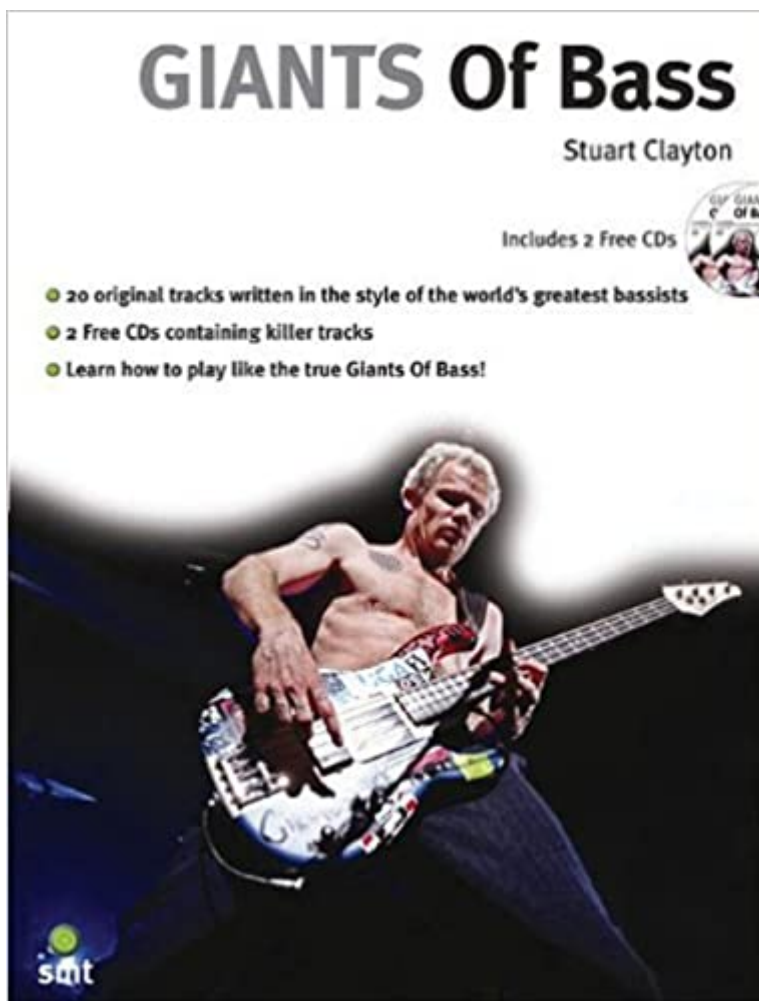 GIANTS Of Bass
Stuart Clayton
Includes 2 Free CDs
20 original tracks written in the style of the world's greatest bassists
2 Free CDs containing killer tracks
Learn how to play like the true Giants Of Bass!
smt